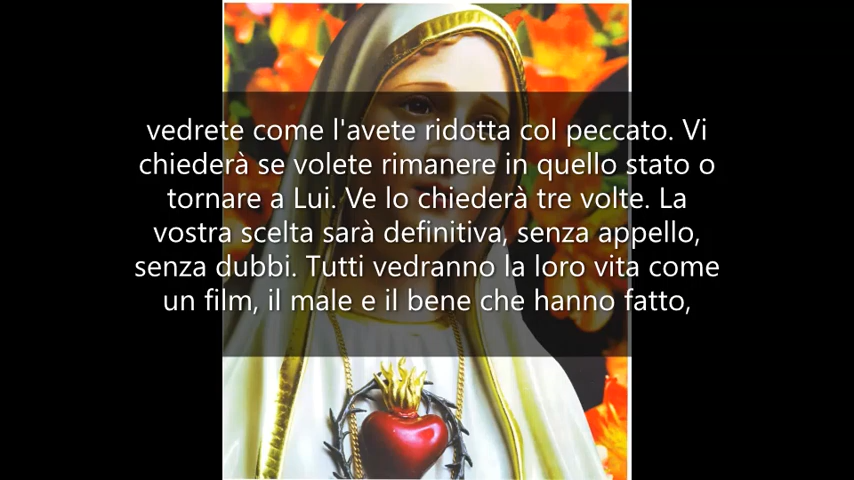 vedrete come l'avete ridotta col peccato. Vi
chiederà se volete rimanere in quello stato o
tornare a Lui. Ve lo chiederà tre volte. La
vostra scelta sarà definitiva, senza appello,
senza dubbi. Tutti vedranno la loro vita come
un film, il male e il bene che hanno fatto,